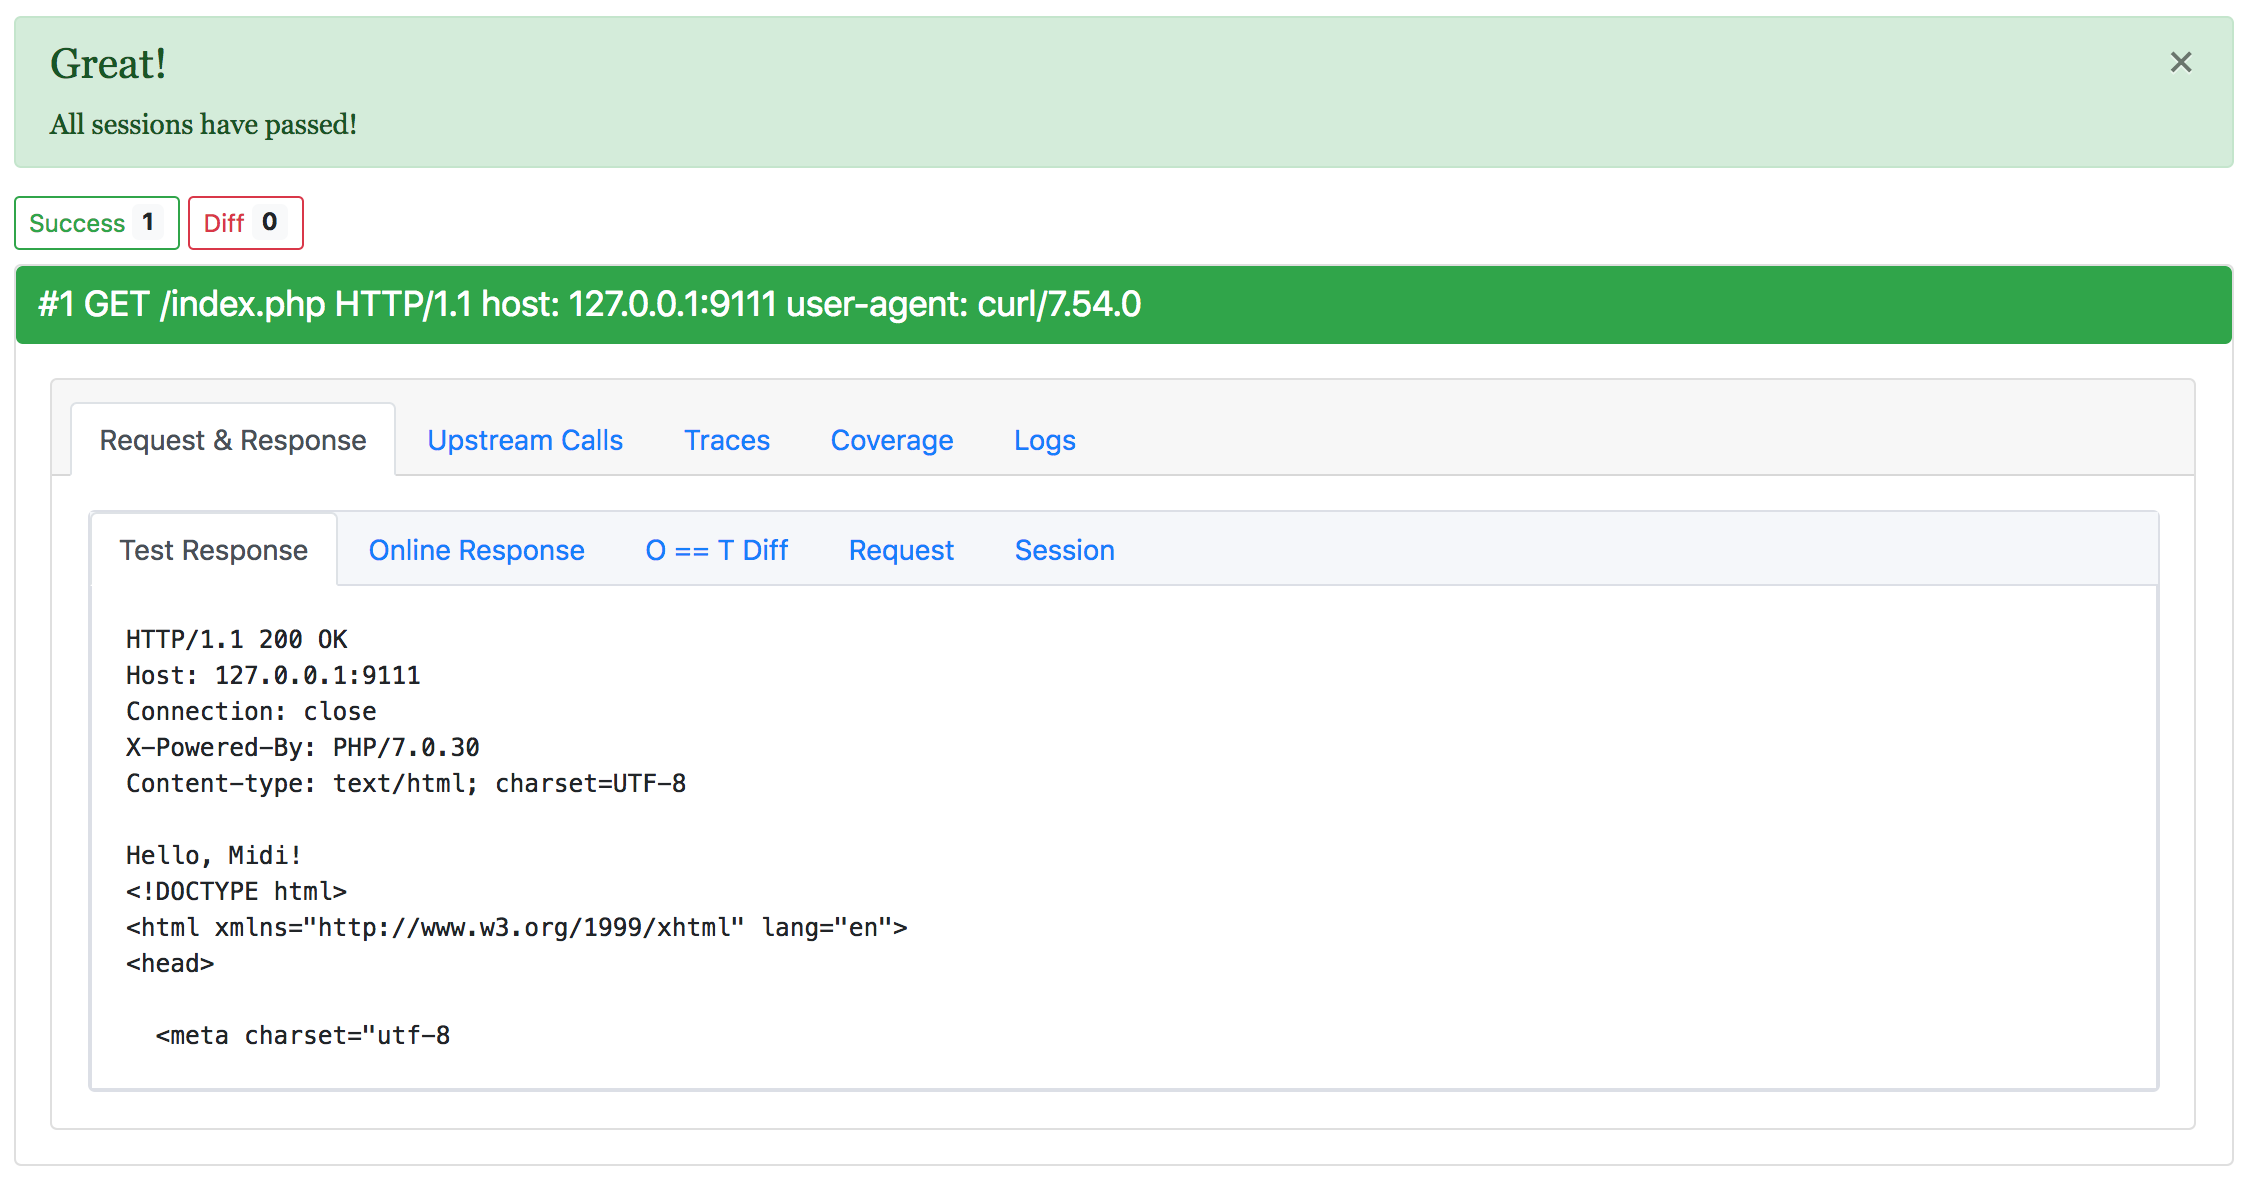 Great!
×
All sessions have passed!
Success 1 Diff 0
#1 GET /index.php HTTP/1.1 host: 127.0.0.1:9111 user-agent: curl/7.54.0
Request & Response Upstream Calls Traces Coverage Logs
Test Response Online Response O == T Diff Request Session
HTTP/1.1 200 OK
Host: 127.0.0.1:9111
Connection: close
X-Powered-By: PHP/7.0.30
Content-type: text/html; charset=UTF-8
Hello, Midi!
<!DOCTYPE html>
<html xmlns="http://www.w3.org/1999/xhtml" lang="en">
<head>
<meta charset="utf-8